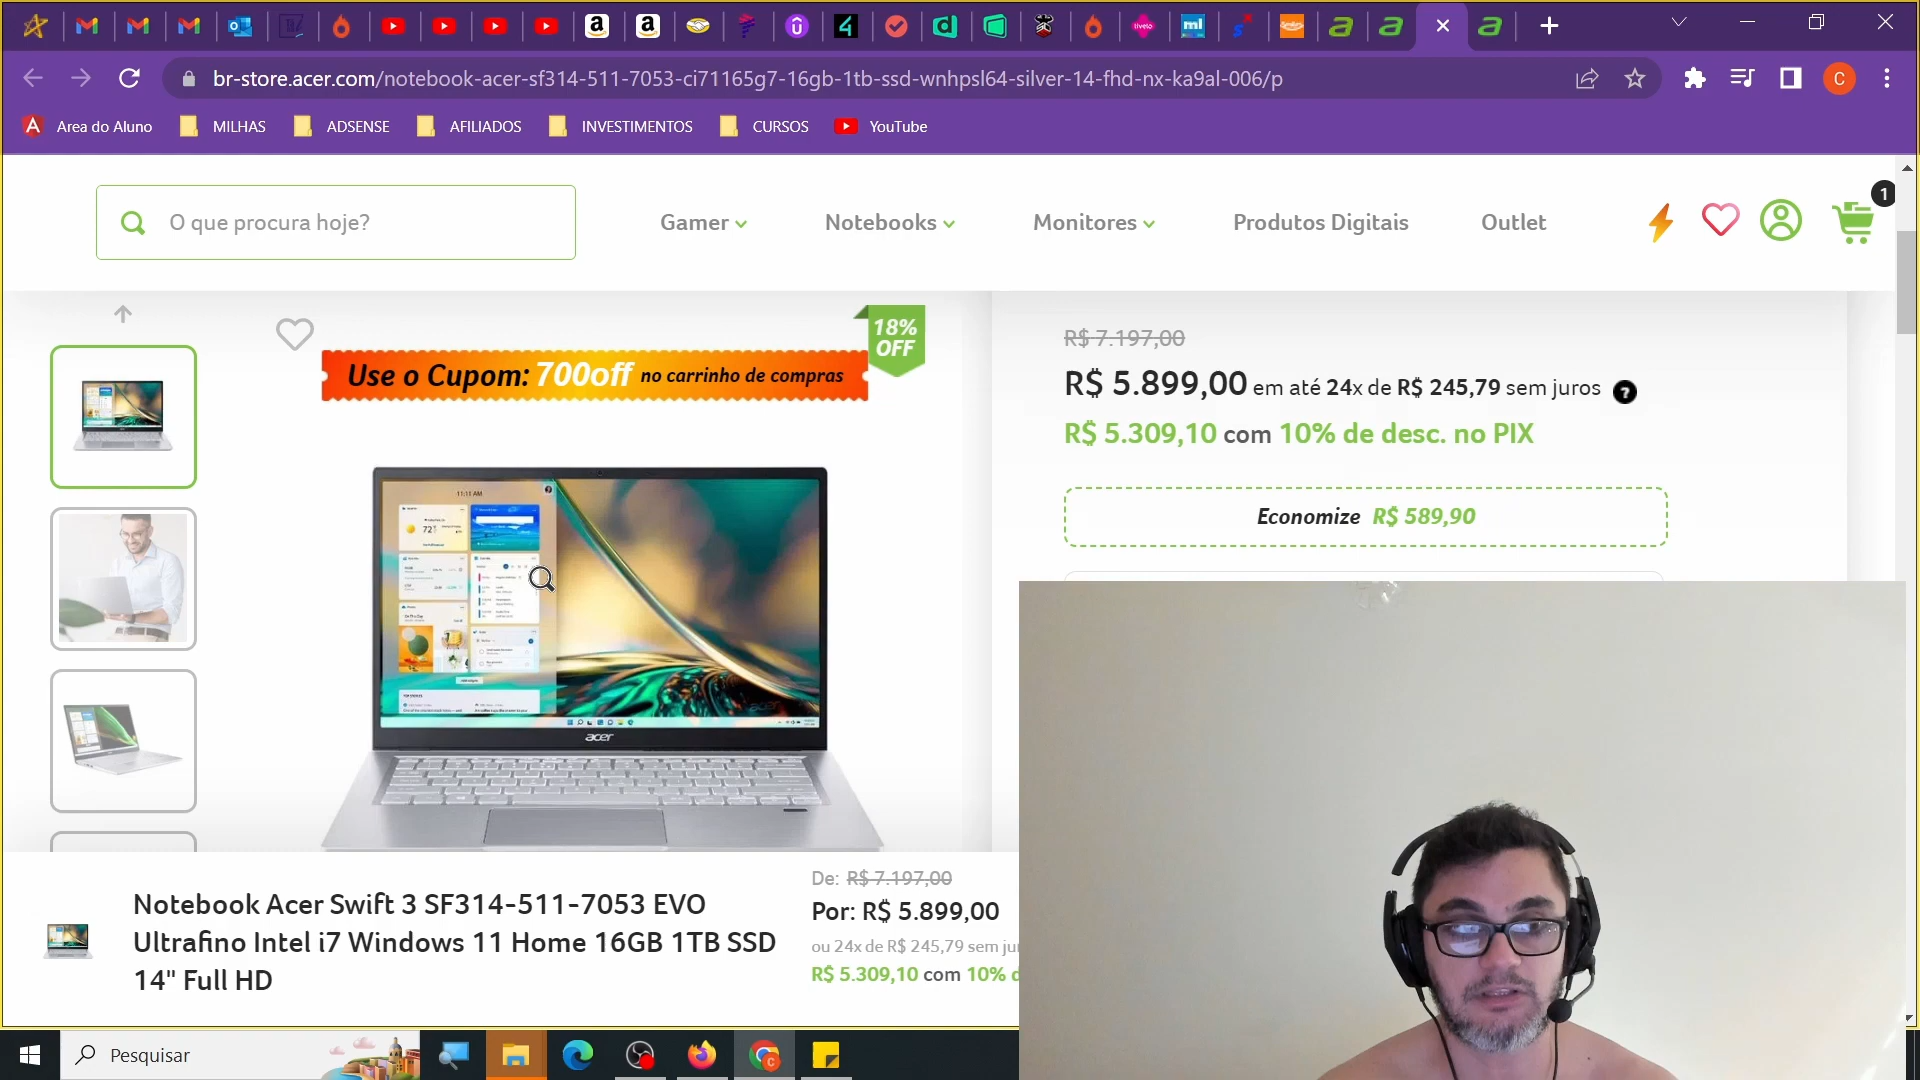 br-store.acer.com/notebook-acer-sf314-511-7053-ci71165g7-16gb-1tb-ssd-wnhpsl64-silver-14-fhd-nx-ka9al-006/p
C
Area do Aluno MILHAS ADSENSE AFILIADOS INVESTIMENTOS CURSOS YouTube
O que procura hoje? Gamer Notebooks Monitores Produtos Digitais Outlet 1
18%
OFF
Use o Cupom: 700off no carrinho de compras
R$ 7.197,00
R$ 5.899,00 em até 24x de R$ 245,79 sem juros ?
R$ 5.309,10 com 10% de desc. no PIX
Economize R$ 589,90
11:11 AM
acer
Notebook Acer Swift 3 SF314-511-7053 EVO
Ultrafino Intel i7 Windows 11 Home 16GB 1TB SSD
14" Full HD
De: R$ 7.197,00
Por: R$ 5.899,00
ou 24x de R$ 245,79 sem
R$ 5.309,10 com 10%
Pesquisar